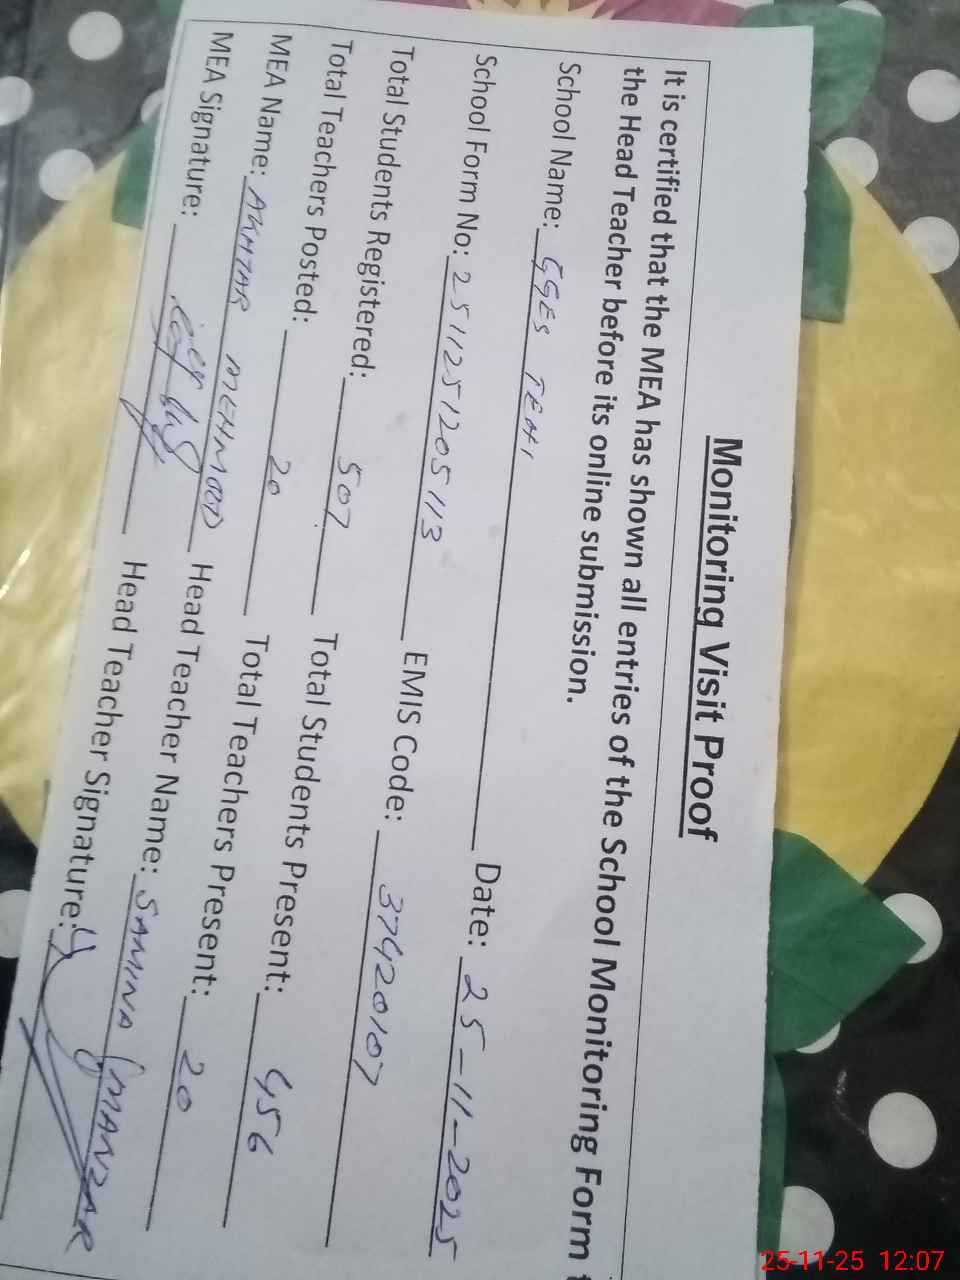 Monitoring Visit Proof
It is certified that the MEA has shown all entries of the School Monitoring Form t
the Head Teacher before its online submission.
School Name: GGES TEHI Date: 25-11-2025
School Form No: 2511251205113 EMIS Code: 37420107
Total Students Registered: 507 Total Students Present: 456
Total Teachers Posted: 20 Total Teachers Present: 20
MEA Name: AKHTAR MEHMOOD Head Teacher Name: SAMINA MANZAR
MEA Signature: Head Teacher Signature:
25-11-25 12:07